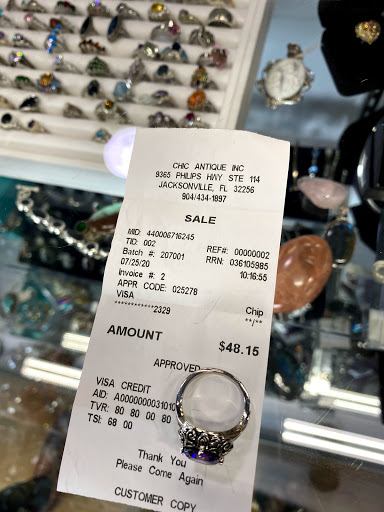 CHIC ANTIQUE INC
9365 PHILIPS HWY STE 114
JACKSONVILLE, FL 32256
904/434-1897
SALE
MID: 440006716245
TID: 002 REF#: 00000002
Batch #: 207001 RRN: 036105985
07/25/20 10:16:55
Invoice #: 2
APPR CODE: 025278
VISA Chip
************2329 **/**
AMOUNT $48.15
APPROVED
VISA CREDIT
AID: A0000000031010
TVR: 80 80 00 80
TSI: 68 00
Thank You
Please Come Again
CUSTOMER COPY